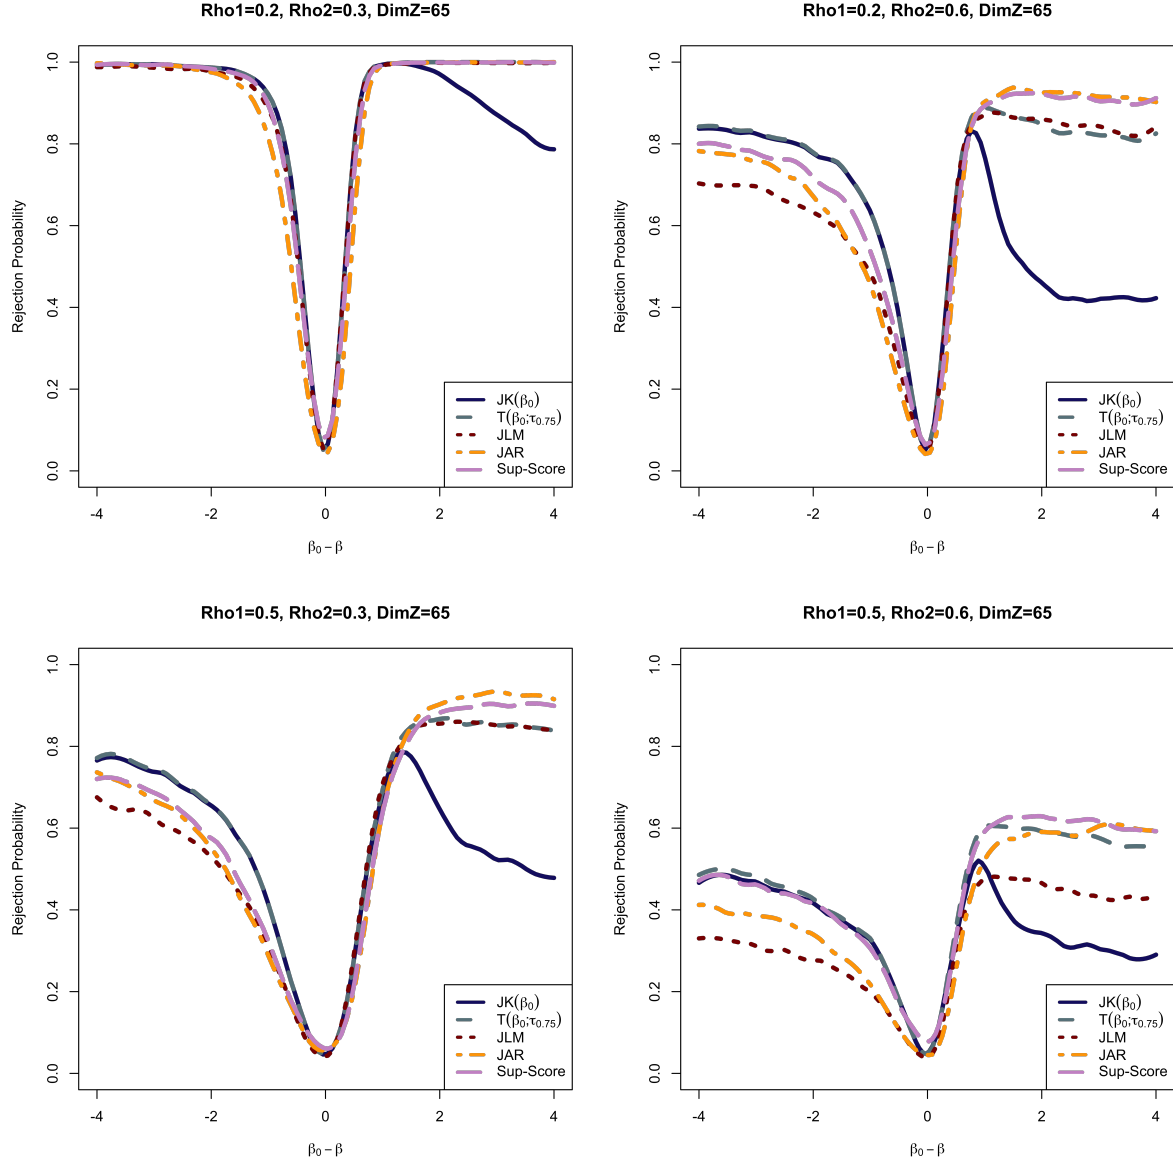 Rho1=0.2, Rho2=0.3, DimZ=65
Rejection Probability
1.0
0.8
0.6
0.4
0.2
0.0
-4 -2 0 2 4
β₀ − β
JK(β₀)
T(β₀;τ₀.₇₅)
JLM
JAR
Sup-Score
Rho1=0.2, Rho2=0.6, DimZ=65
Rejection Probability
1.0
0.8
0.6
0.4
0.2
0.0
-4 -2 0 2 4
β₀ − β
JK(β₀)
T(β₀;τ₀.₇₅)
JLM
JAR
Sup-Score
Rho1=0.5, Rho2=0.3, DimZ=65
Rejection Probability
1.0
0.8
0.6
0.4
0.2
0.0
-4 -2 0 2 4
β₀ − β
JK(β₀)
T(β₀;τ₀.₇₅)
JLM
JAR
Sup-Score
Rho1=0.5, Rho2=0.6, DimZ=65
Rejection Probability
1.0
0.8
0.6
0.4
0.2
0.0
-4 -2 0 2 4
β₀ − β
JK(β₀)
T(β₀;τ₀.₇₅)
JLM
JAR
Sup-Score